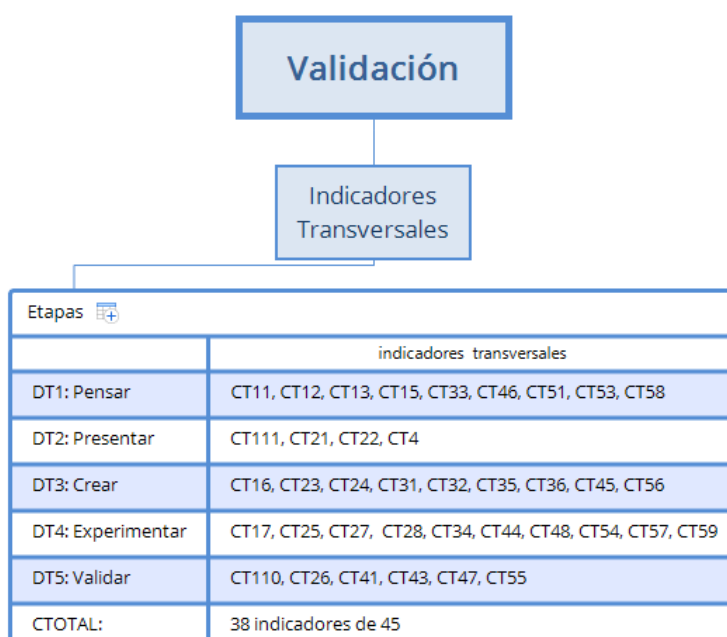 Validación
Indicadores
Transversales
Etapas
indicadores transversales
DT1: Pensar CT11, CT12, CT13, CT15, CT33, CT46, CT51, CT53, CT58
DT2: Presentar CT111, CT21, CT22, CT4
DT3: Crear CT16, CT23, CT24, CT31, CT32, CT35, CT36, CT45, CT56
DT4: Experimentar CT17, CT25, CT27, CT28, CT34, CT44, CT48, CT54, CT57, CT59
DT5: Validar CT110, CT26, CT41, CT43, CT47, CT55
CTOTAL: 38 indicadores de 45